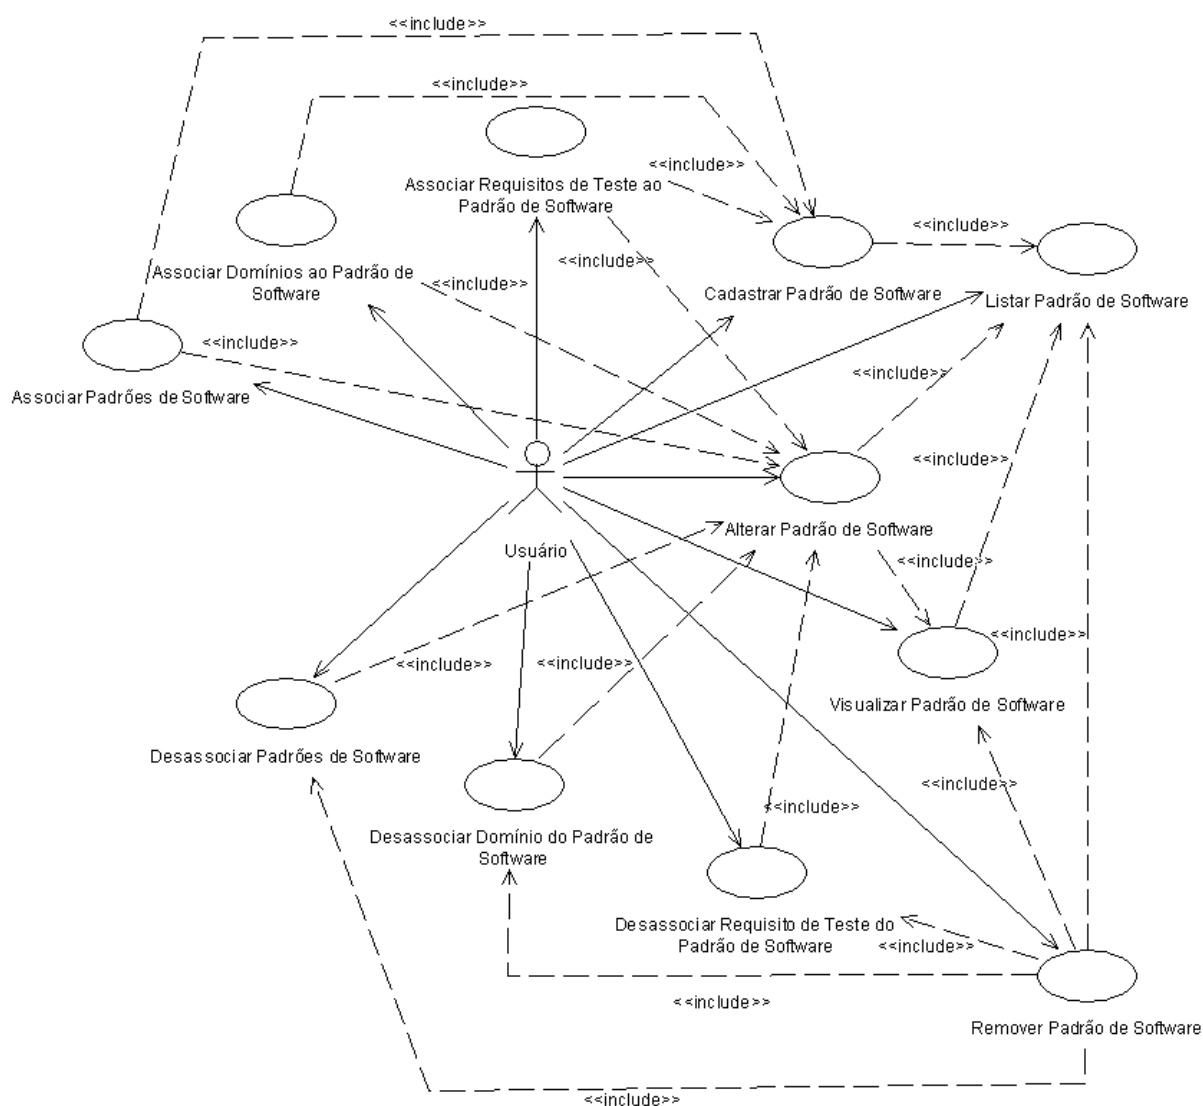 <<include>>
<<include>>
<<include>>
Associar Requisitos de Teste ao
Padrão de Software
<<include>>
<<include>>
Associar Domínios ao Padrão de
Software
<<include>>
Cadastrar Padrão de Software
Listar Padrão de Software
<<include>>
<<include>>
Associar Padrões de Software
<<include>>
Alterar Padrão de Software
Usuário
<<include>>
<<include>>
<<include>>
<<include>>
<<include>>
Visualizar Padrão de Software
Desassociar Padrões de Software
<<include>>
<<include>>
Desassociar Domínio do Padrão de
Software
Desassociar Requisito de Teste do
Padrão de Software
<<include>>
<<include>>
Remover Padrão de Software
<<include>>